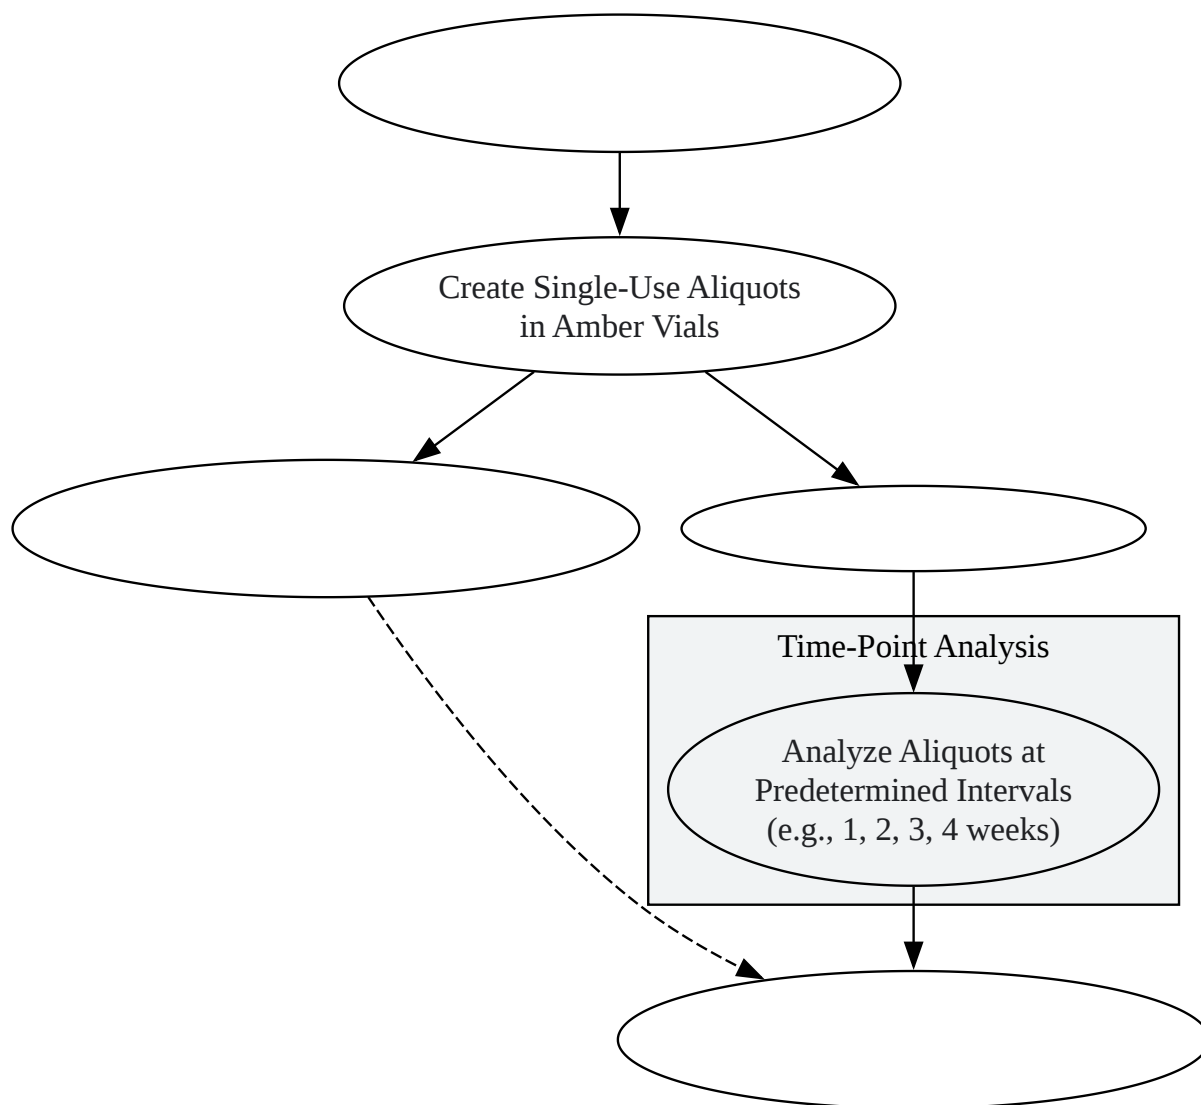 Create Single-Use Aliquots
in Amber Vials
Time-Point Analysis
Analyze Aliquots at
Predetermined Intervals
(e.g., 1, 2, 3, 4 weeks)